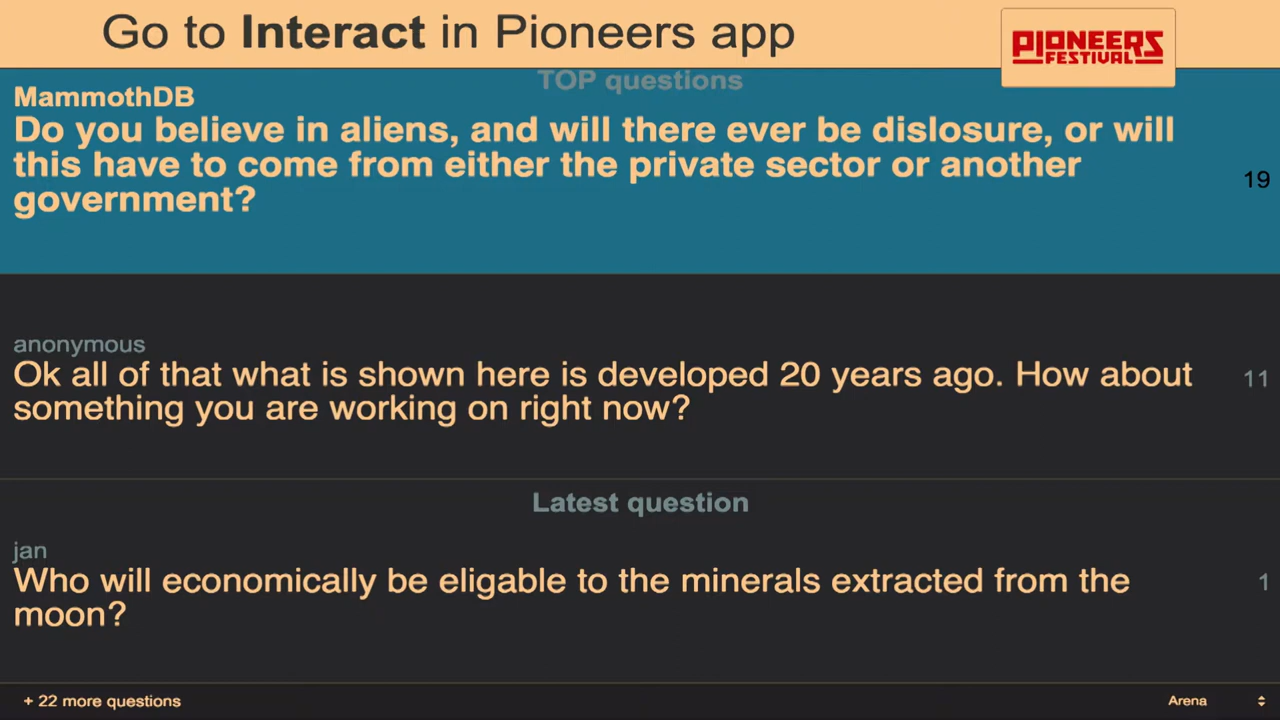 Go to Interact in Pioneers app
PIONEERS
FESTIVAL
TOP questions
MammothDB
Do you believe in aliens, and will there ever be dislosure, or will
this have to come from either the private sector or another
government?
19
anonymous
Ok all of that what is shown here is developed 20 years ago. How about
something you are working on right now?
11
Latest question
jan
Who will economically be eligable to the minerals extracted from the
moon?
1
+ 22 more questions
Arena